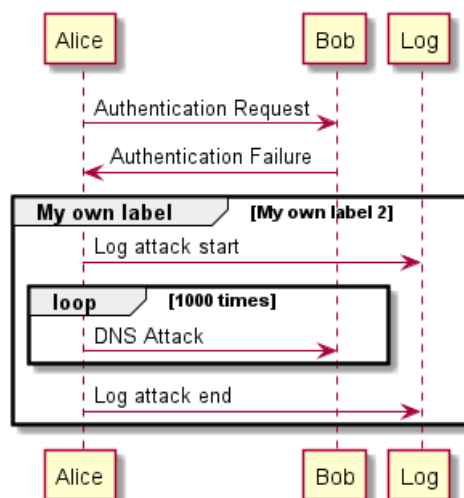 Alice Bob Log
Authentication Request
Authentication Failure
My own label [My own label 2]
Log attack start
loop [1000 times]
DNS Attack
Log attack end
Alice Bob Log